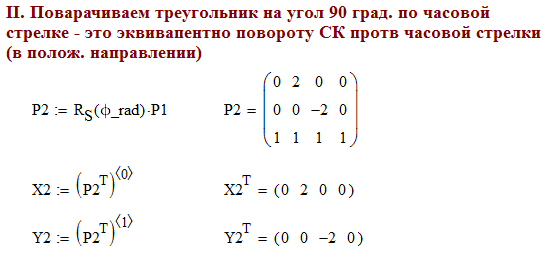 II. Поварачиваем треугольник на угол 90 град. по часовой
стрелке - это эквивапентно повороту СК протв часовой стрелки
(в полож. направлении)
P2 := R_S(ϕ_rad)·P1 P2 = ( 0 2 0 0
0 0 −2 0
1 1 1 1 )
X2 := (P2^T)^⟨0⟩ X2^T = (0 2 0 0)
Y2 := (P2^T)^⟨1⟩ Y2^T = (0 0 −2 0)